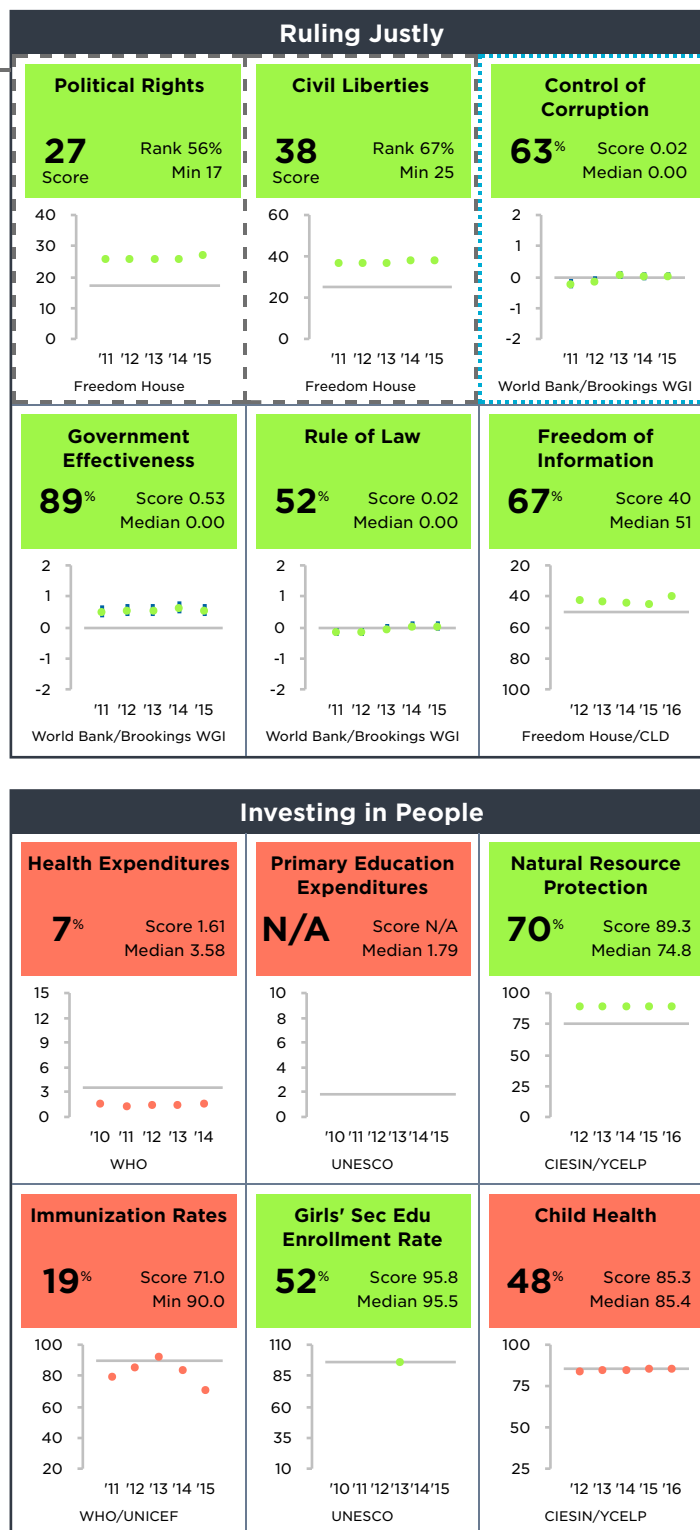 Ruling Justly
Political Rights
27
Score
Rank 56%
Min 17
40
30
20
10
0
'11 '12 '13 '14 '15
Freedom House
Civil Liberties
38
Score
Rank 67%
Min 25
60
40
20
0
'11 '12 '13 '14 '15
Freedom House
Control of
Corruption
63%
Score 0.02
Median 0.00
2
1
0
-1
-2
'11 '12 '13 '14 '15
World Bank/Brookings WGI
Government
Effectiveness
89%
Score 0.53
Median 0.00
2
1
0
-1
-2
'11 '12 '13 '14 '15
World Bank/Brookings WGI
Rule of Law
52%
Score 0.02
Median 0.00
2
1
0
-1
-2
'11 '12 '13 '14 '15
World Bank/Brookings WGI
Freedom of
Information
67%
Score 40
Median 51
20
40
60
80
100
'12 '13 '14 '15 '16
Freedom House/CLD
Investing in People
Health Expenditures
7%
Score 1.61
Median 3.58
15
12
9
6
3
0
'10 '11 '12 '13 '14
WHO
Primary Education
Expenditures
N/A
Score N/A
Median 1.79
10
8
6
4
2
0
'10 '11 '12 '13 '14 '15
UNESCO
Natural Resource
Protection
70%
Score 89.3
Median 74.8
100
75
50
25
0
'12 '13 '14 '15 '16
CIESIN/YCELP
Immunization Rates
19%
Score 71.0
Min 90.0
100
80
60
40
20
'11 '12 '13 '14 '15
WHO/UNICEF
Girls' Sec Edu
Enrollment Rate
52%
Score 95.8
Median 95.5
110
85
60
35
10
'10 '11 '12 '13 '14 '15
UNESCO
Child Health
48%
Score 85.3
Median 85.4
100
75
50
25
'12 '13 '14 '15 '16
CIESIN/YCELP